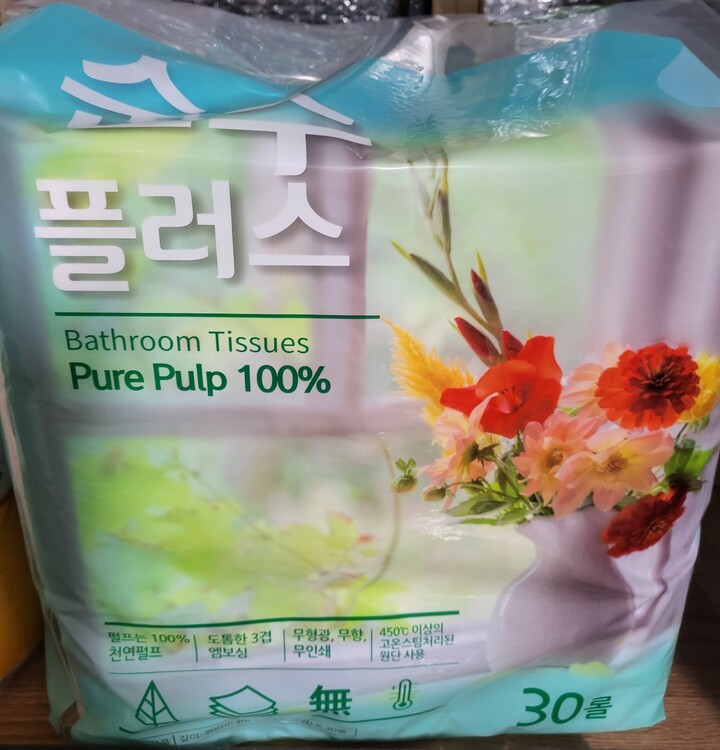 순수
플러스
Bathroom Tissues
Pure Pulp 100%
펄프는 100%
천연펄프
도톰한 3겹
엠보싱
무형광, 무향,
무인쇄
450℃ 이상의
고온스팀처리된
원단 사용
無
30롤